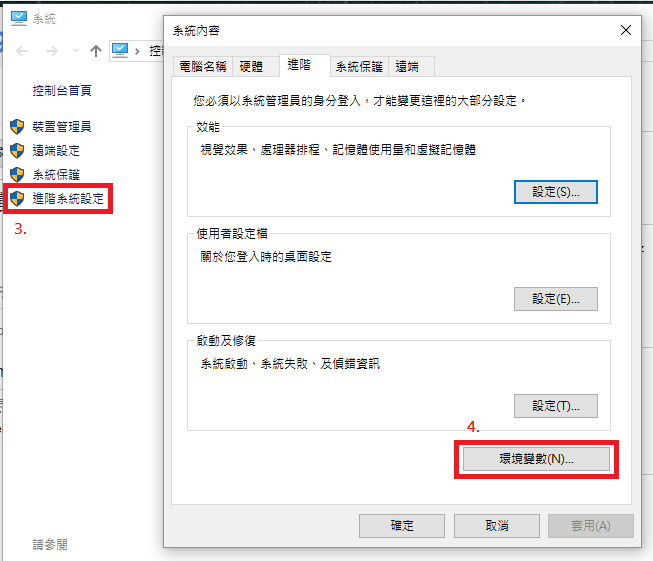 系統
控制台首頁
裝置管理員
遠端設定
系統保護
進階系統設定
3.
請參閱
系統內容
電腦名稱 硬體 進階 系統保護 遠端
您必須以系統管理員的身分登入，才能變更這裡的大部分設定。
效能
視覺效果、處理器排程、記憶體使用量和虛擬記憶體
設定(S)...
使用者設定檔
關於您登入時的桌面設定
設定(E)...
啟動及修復
系統啟動、系統失敗、及偵錯資訊
設定(T)...
4.
環境變數(N)...
確定 取消 套用(A)